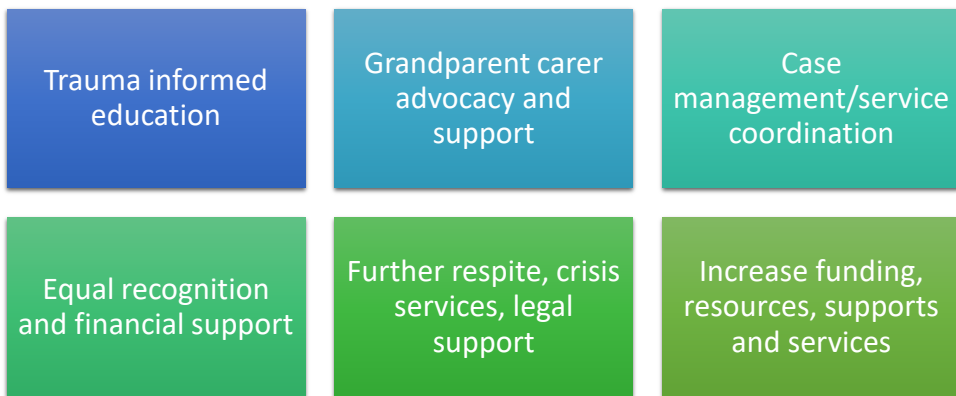 Trauma informed
education
Grandparent carer
advocacy and
support
Case
management/service
coordination
Equal recognition
and financial support
Further respite, crisis
services, legal
support
Increase funding,
resources, supports
and services